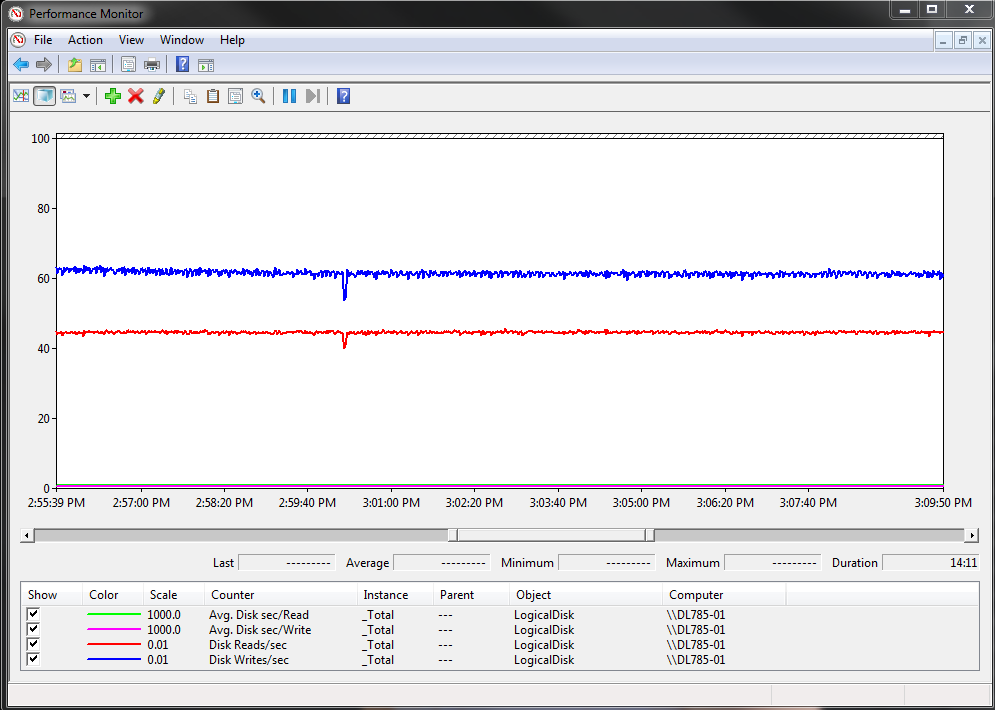 Performance Monitor
File Action View Window Help
100
80
60
40
20
0
2:55:39 PM 2:57:00 PM 2:58:20 PM 2:59:40 PM 3:01:00 PM 3:02:20 PM 3:03:40 PM 3:05:00 PM 3:06:20 PM 3:07:40 PM 3:09:50 PM
Last --------- Average --------- Minimum --------- Maximum --------- Duration 14:11
Show Color Scale Counter Instance Parent Object Computer
1000.0 Avg. Disk sec/Read _Total --- LogicalDisk \\DL785-01
1000.0 Avg. Disk sec/Write _Total --- LogicalDisk \\DL785-01
0.01 Disk Reads/sec _Total --- LogicalDisk \\DL785-01
0.01 Disk Writes/sec _Total --- LogicalDisk \\DL785-01